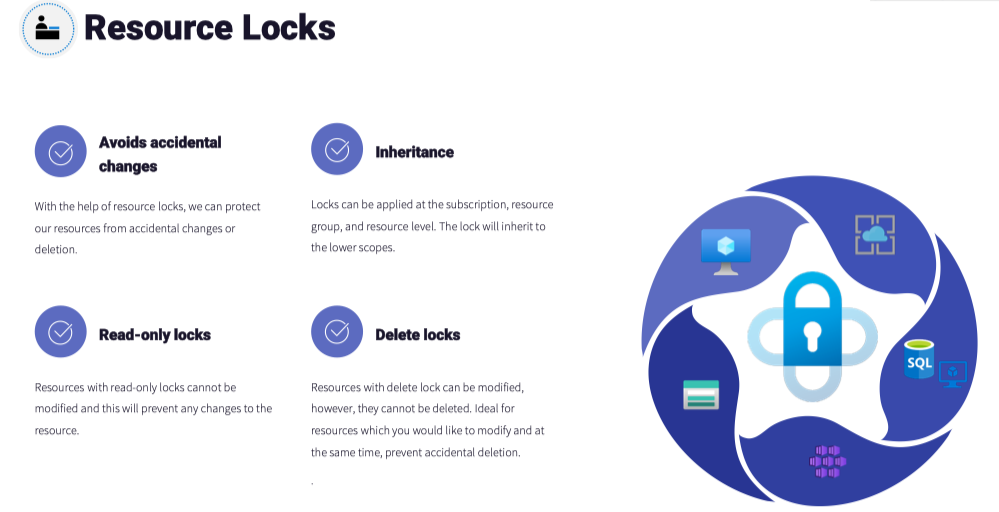 Resource Locks
Avoids accidental
changes
With the help of resource locks, we can protect
our resources from accidental changes or
deletion.
Inheritance
Locks can be applied at the subscription, resource
group, and resource level. The lock will inherit to
the lower scopes.
Read-only locks
Resources with read-only locks cannot be
modified and this will prevent any changes to the
resource.
Delete locks
Resources with delete lock can be modified,
however, they cannot be deleted. Ideal for
resources which you would like to modify and at
the same time, prevent accidental deletion.
.
SQL